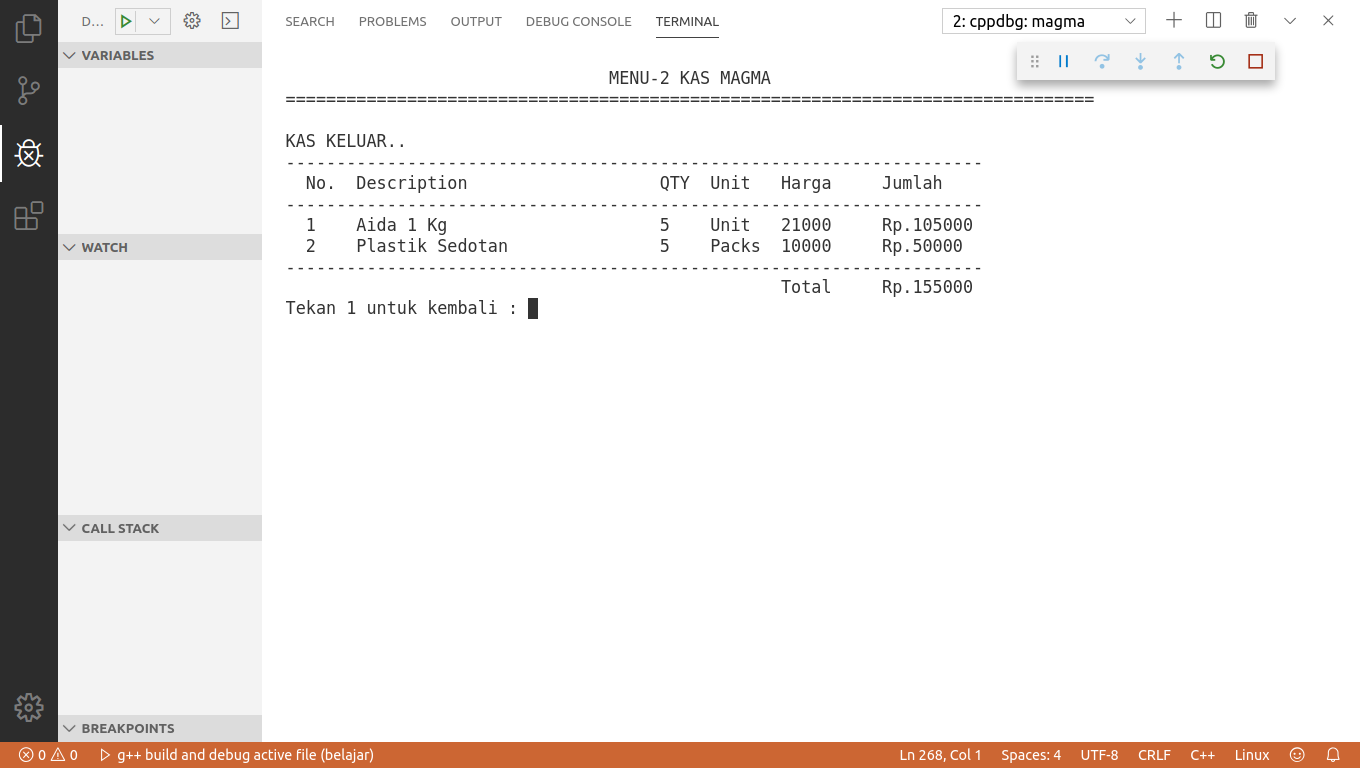 D... SEARCH PROBLEMS OUTPUT DEBUG CONSOLE TERMINAL 2: cppdbg: magma
VARIABLES
WATCH
CALL STACK
BREAKPOINTS
MENU-2 KAS MAGMA
================================================================================
KAS KELUAR..
---------------------------------------------------------------------
No. Description QTY Unit Harga Jumlah
---------------------------------------------------------------------
1 Aida 1 Kg 5 Unit 21000 Rp.105000
2 Plastik Sedotan 5 Packs 10000 Rp.50000
---------------------------------------------------------------------
Total Rp.155000
Tekan 1 untuk kembali :
0 0 g++ build and debug active file (belajar) Ln 268, Col 1 Spaces: 4 UTF-8 CRLF C++ Linux